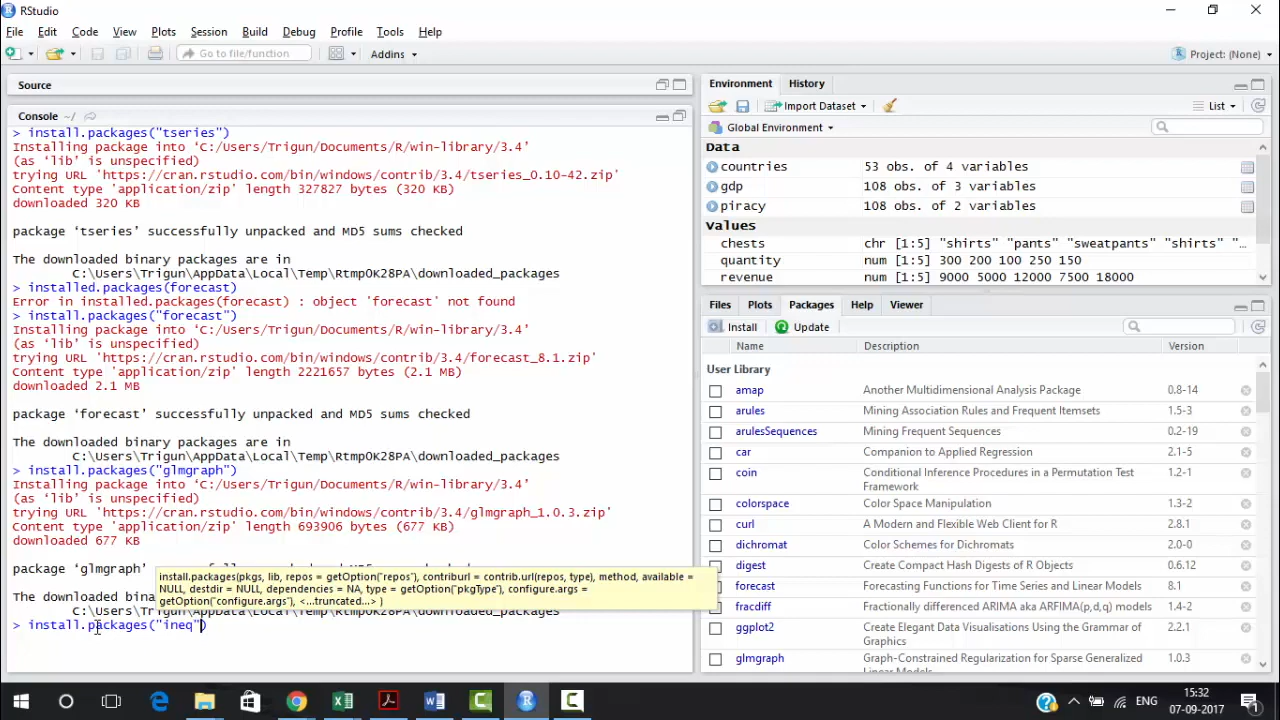 RStudio
File Edit Code View Plots Session Build Debug Profile Tools Help
Go to file/function Addins Project: (None)
Source
Console ~/
> install.packages("tseries")
Installing package into ‘C:/Users/Trigun/Documents/R/win-library/3.4’
(as ‘lib’ is unspecified)
trying URL 'https://cran.rstudio.com/bin/windows/contrib/3.4/tseries_0.10-42.zip'
Content type 'application/zip' length 327827 bytes (320 KB)
downloaded 320 KB
package ‘tseries’ successfully unpacked and MD5 sums checked
The downloaded binary packages are in
C:\Users\Trigun\AppData\Local\Temp\RtmpOk28PA\downloaded_packages
> installed.packages(forecast)
Error in installed.packages(forecast) : object 'forecast' not found
> install.packages("forecast")
Installing package into ‘C:/Users/Trigun/Documents/R/win-library/3.4’
(as ‘lib’ is unspecified)
trying URL 'https://cran.rstudio.com/bin/windows/contrib/3.4/forecast_8.1.zip'
Content type 'application/zip' length 2221657 bytes (2.1 MB)
downloaded 2.1 MB
package ‘forecast’ successfully unpacked and MD5 sums checked
The downloaded binary packages are in
C:\Users\Trigun\AppData\Local\Temp\RtmpOk28PA\downloaded_packages
> install.packages("glmgraph")
Installing package into ‘C:/Users/Trigun/Documents/R/win-library/3.4’
(as ‘lib’ is unspecified)
trying URL 'https://cran.rstudio.com/bin/windows/contrib/3.4/glmgraph_1.0.3.zip'
Content type 'application/zip' length 693906 bytes (677 KB)
downloaded 677 KB
package ‘glmgraph’
install.packages(pkgs, lib, repos = getOption("repos"), contriburl = contrib.url(repos, type), method, available =
NULL, destdir = NULL, dependencies = NA, type = getOption("pkgType"), configure.args =
getOption("configure.args"), <...truncated...> )
The downloaded
C:\Users\Trigun\AppData\Local\Temp\RtmpOk28PA\downloaded_packages
> install.packages("ineq")
Environment History
Import Dataset List
Global Environment
Data
countries 53 obs. of 4 variables
gdp 108 obs. of 3 variables
piracy 108 obs. of 2 variables
Values
chests chr [1:5] "shirts" "pants" "sweatpants" "shirts" "…
quantity num [1:5] 300 200 100 250 150
revenue num [1:5] 9000 5000 12000 7500 18000
Files Plots Packages Help Viewer
Install Update
Name Description Version
User Library
amap Another Multidimensional Analysis Package 0.8-14
arules Mining Association Rules and Frequent Itemsets 1.5-3
arulesSequences Mining Frequent Sequences 0.2-19
car Companion to Applied Regression 2.1-5
coin Conditional Inference Procedures in a Permutation Test 1.2-1
Framework
colorspace Color Space Manipulation 1.3-2
curl A Modern and Flexible Web Client for R 2.8.1
dichromat Color Schemes for Dichromats 2.0-0
digest Create Compact Hash Digests of R Objects 0.6.12
forecast Forecasting Functions for Time Series and Linear Models 8.1
fracdiff Fractionally differenced ARIMA aka ARFIMA(p,d,q) models 1.4-2
ggplot2 Create Elegant Data Visualisations Using the Grammar of 2.2.1
Graphics
glmgraph Graph-Constrained Regularization for Sparse Generalized 1.0.3
Linear Models
ENG 15:32
07-09-2017 1